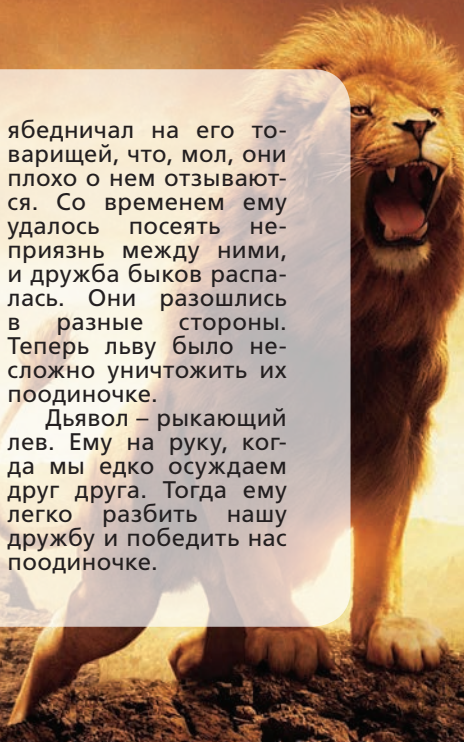 ябедничал на его то-
варищей, что, мол, они
плохо о нем отзывают-
ся. Со временем ему
удалось посеять не-
приязнь между ними,
и дружба быков распа-
лась. Они разошлись
в разные стороны.
Теперь льву было не-
сложно уничтожить их
поодиночке.
Дьявол – рыкающий
лев. Ему на руку, ког-
да мы едко осуждаем
друг друга. Тогда ему
легко разбить нашу
дружбу и победить нас
поодиночке.